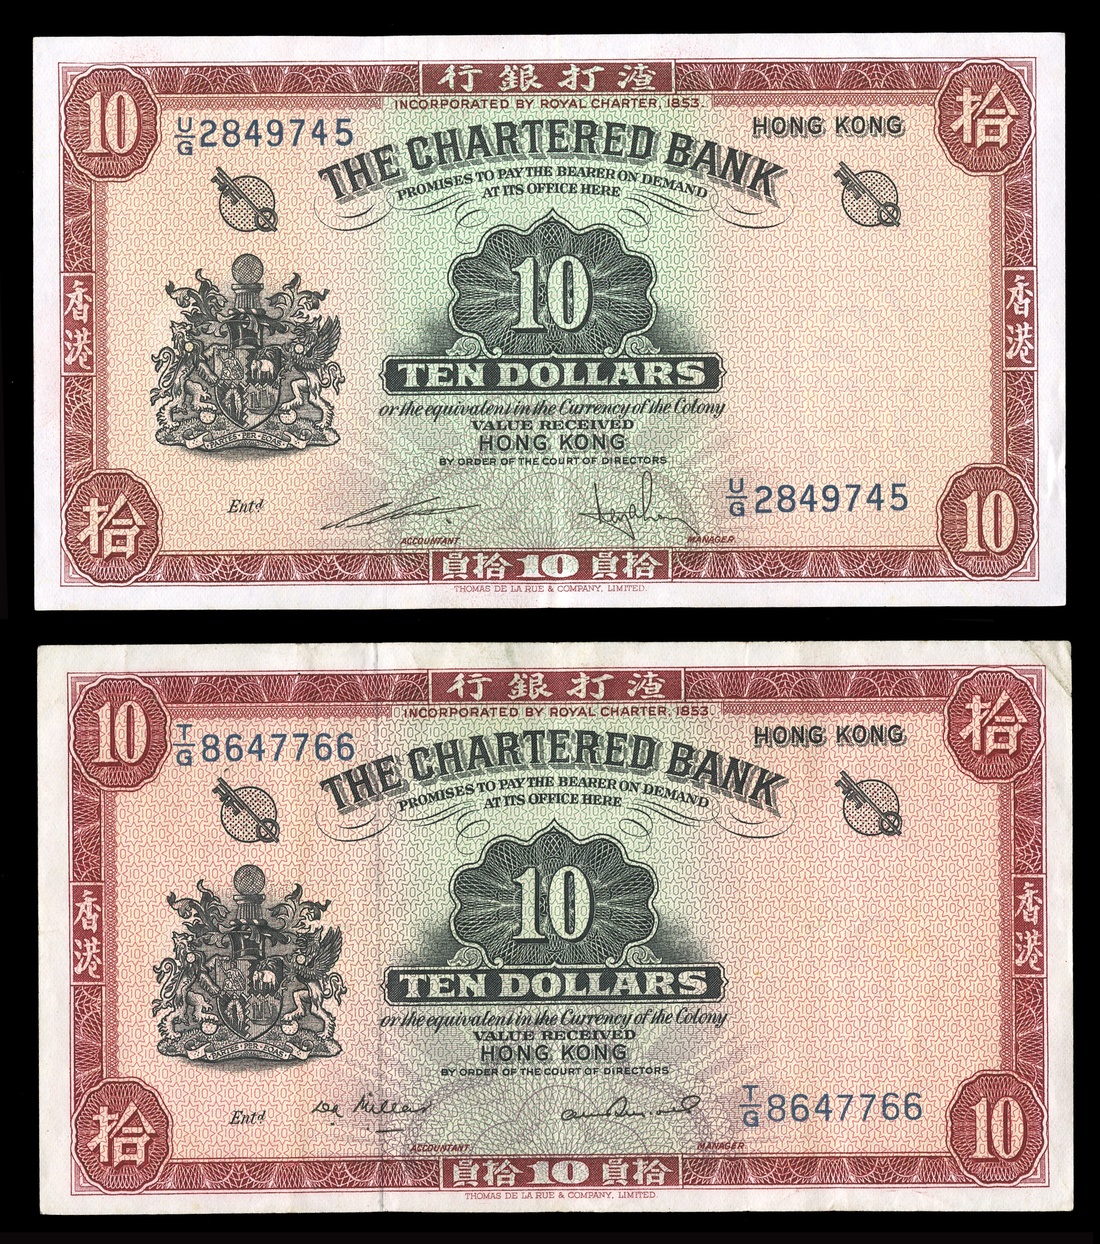 行銀打渣
INCORPORATED BY ROYAL CHARTER, 1853.
10
U/G 2849745
HONG KONG
拾
THE CHARTERED BANK
PROMISES TO PAY THE BEARER ON DEMAND
AT ITS OFFICE HERE
10
香港
香港
TEN DOLLARS
or the equivalent in the Currency of the Colony
VALUE RECEIVED
HONG KONG
BY ORDER OF THE COURT OF DIRECTORS
U/G 2849745
Entd
拾
10
ACCOUNTANT.
MANAGER.
員拾 10 員拾
THOMAS DE LA RUE & COMPANY, LIMITED.
行銀打渣
INCORPORATED BY ROYAL CHARTER, 1853.
10
T/G 8647766
HONG KONG
拾
THE CHARTERED BANK
PROMISES TO PAY THE BEARER ON DEMAND
AT ITS OFFICE HERE
10
香港
香港
TEN DOLLARS
or the equivalent in the Currency of the Colony
VALUE RECEIVED
HONG KONG
BY ORDER OF THE COURT OF DIRECTORS
T/G 8647766
Entd
拾
10
ACCOUNTANT.
MANAGER
員拾 10 員拾
THOMAS DE LA RUE & COMPANY, LIMITED.